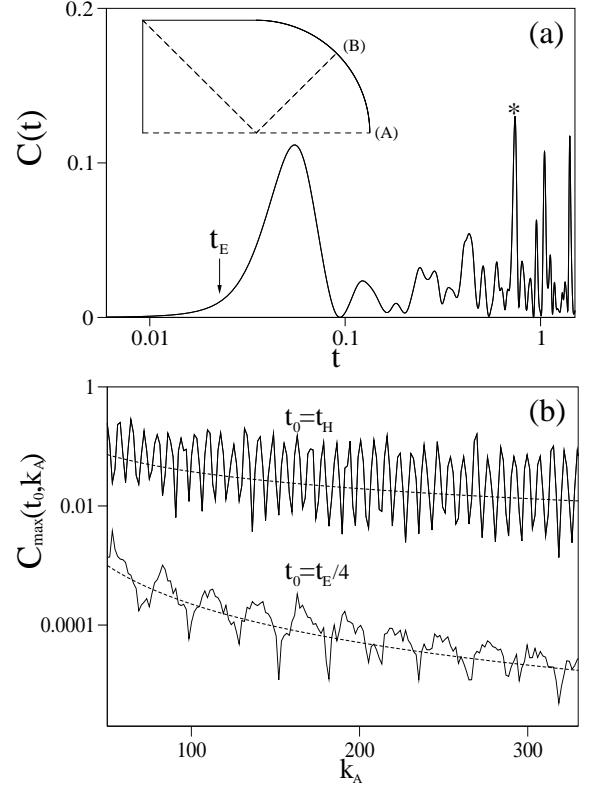 0.2
(a)
(B)
(A)
C(t)
0.1
*
t_E
0
0.01
0.1
1
t
1
(b)
t_0=t_H
C_max(t_0,k_A)
0.01
t_0=t_E/4
0.0001
100
200
300
k_A